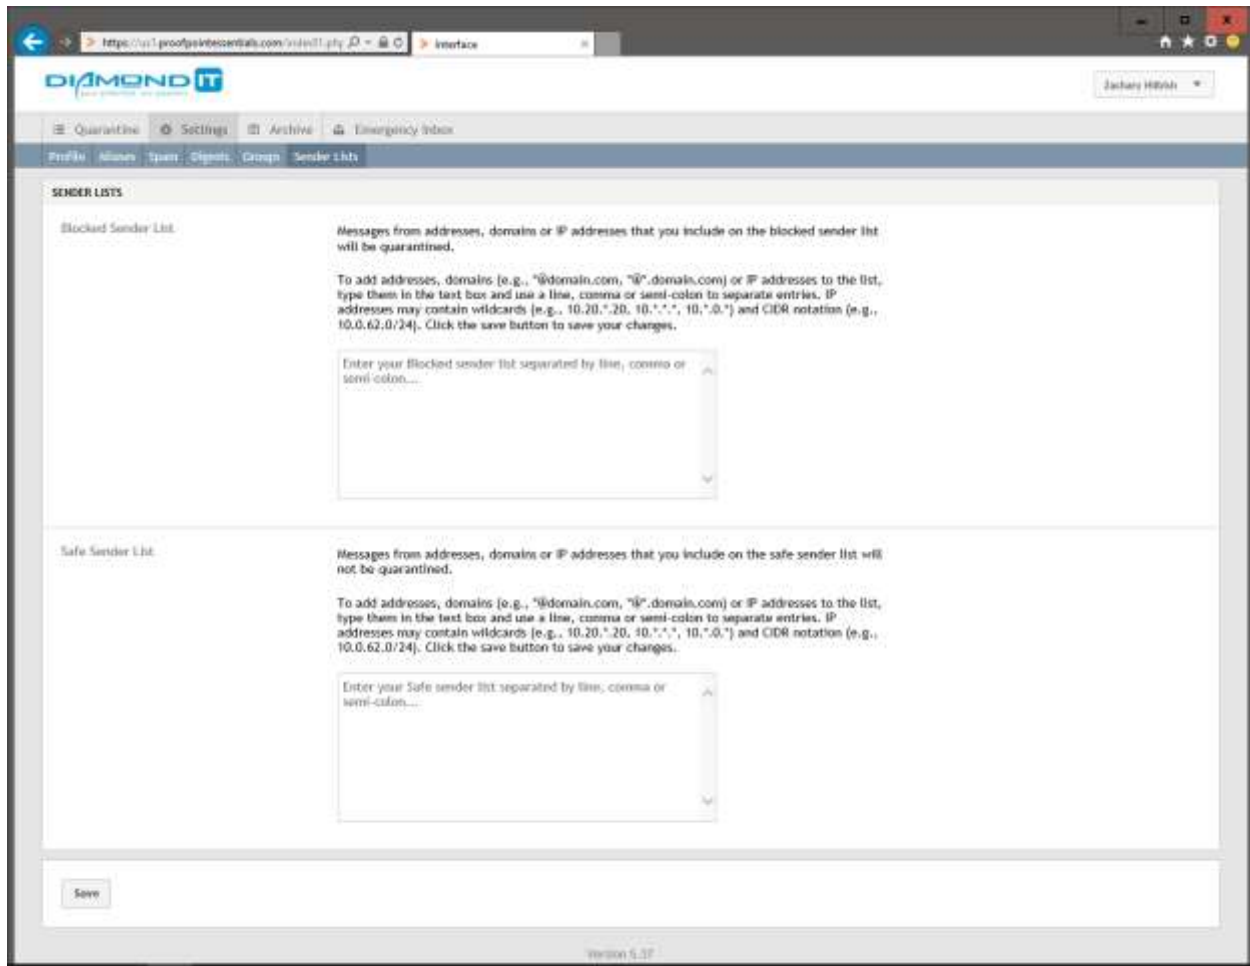 https://us1.proofpointessentials.com/index01.php
interface
DIAMOND IT
Zachary
Quarantine Settings Archive Emergency Inbox
Profile Aliases Spam Digests Groups Sender Lists
SENDER LISTS
Blocked Sender List
Messages from addresses, domains or IP addresses that you include on the blocked sender list
will be quarantined.
To add addresses, domains (e.g., "@domain.com, "@".domain.com) or IP addresses to the list,
type them in the text box and use a line, comma or semi-colon to separate entries. IP
addresses may contain wildcards (e.g., 10.20.*.20, 10.*.*.*, 10.*.0.*) and CIDR notation (e.g.,
10.0.62.0/24). Click the save button to save your changes.
Enter your Blocked sender list separated by line, comma or
semi-colon...
Safe Sender List
Messages from addresses, domains or IP addresses that you include on the safe sender list will
not be quarantined.
To add addresses, domains (e.g., "@domain.com, "@".domain.com) or IP addresses to the list,
type them in the text box and use a line, comma or semi-colon to separate entries. IP
addresses may contain wildcards (e.g., 10.20.*.20, 10.*.*.*, 10.*.0.*) and CIDR notation (e.g.,
10.0.62.0/24). Click the save button to save your changes.
Enter your Safe sender list separated by line, comma or
semi-colon...
Save
Version 5.37